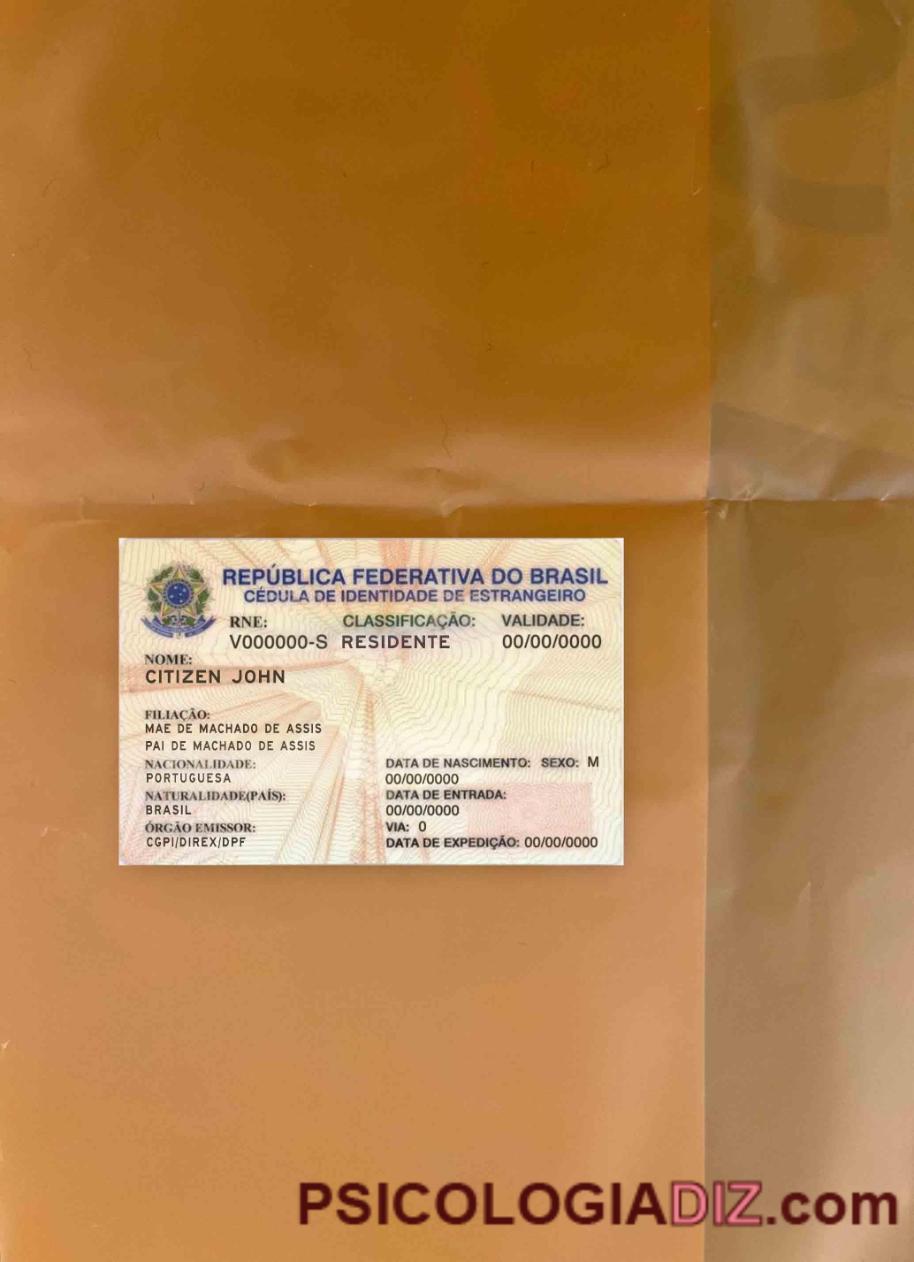 REPÚBLICA FEDERATIVA DO BRASIL
CÉDULA DE IDENTIDADE DE ESTRANGEIRO
RNE: CLASSIFICAÇÃO: VALIDADE:
V000000-S RESIDENTE 00/00/0000
NOME:
CITIZEN JOHN
FILIAÇÃO:
MAE DE MACHADO DE ASSIS
PAI DE MACHADO DE ASSIS
NACIONALIDADE:
PORTUGUESA
NATURALIDADE(PAÍS):
BRASIL
ÓRGÃO EMISSOR:
CGPI/DIREX/DPF
DATA DE NASCIMENTO: SEXO: M
00/00/0000
DATA DE ENTRADA:
00/00/0000
VIA: 0
DATA DE EXPEDIÇÃO: 00/00/0000
PSICOLOGIADIZ.com